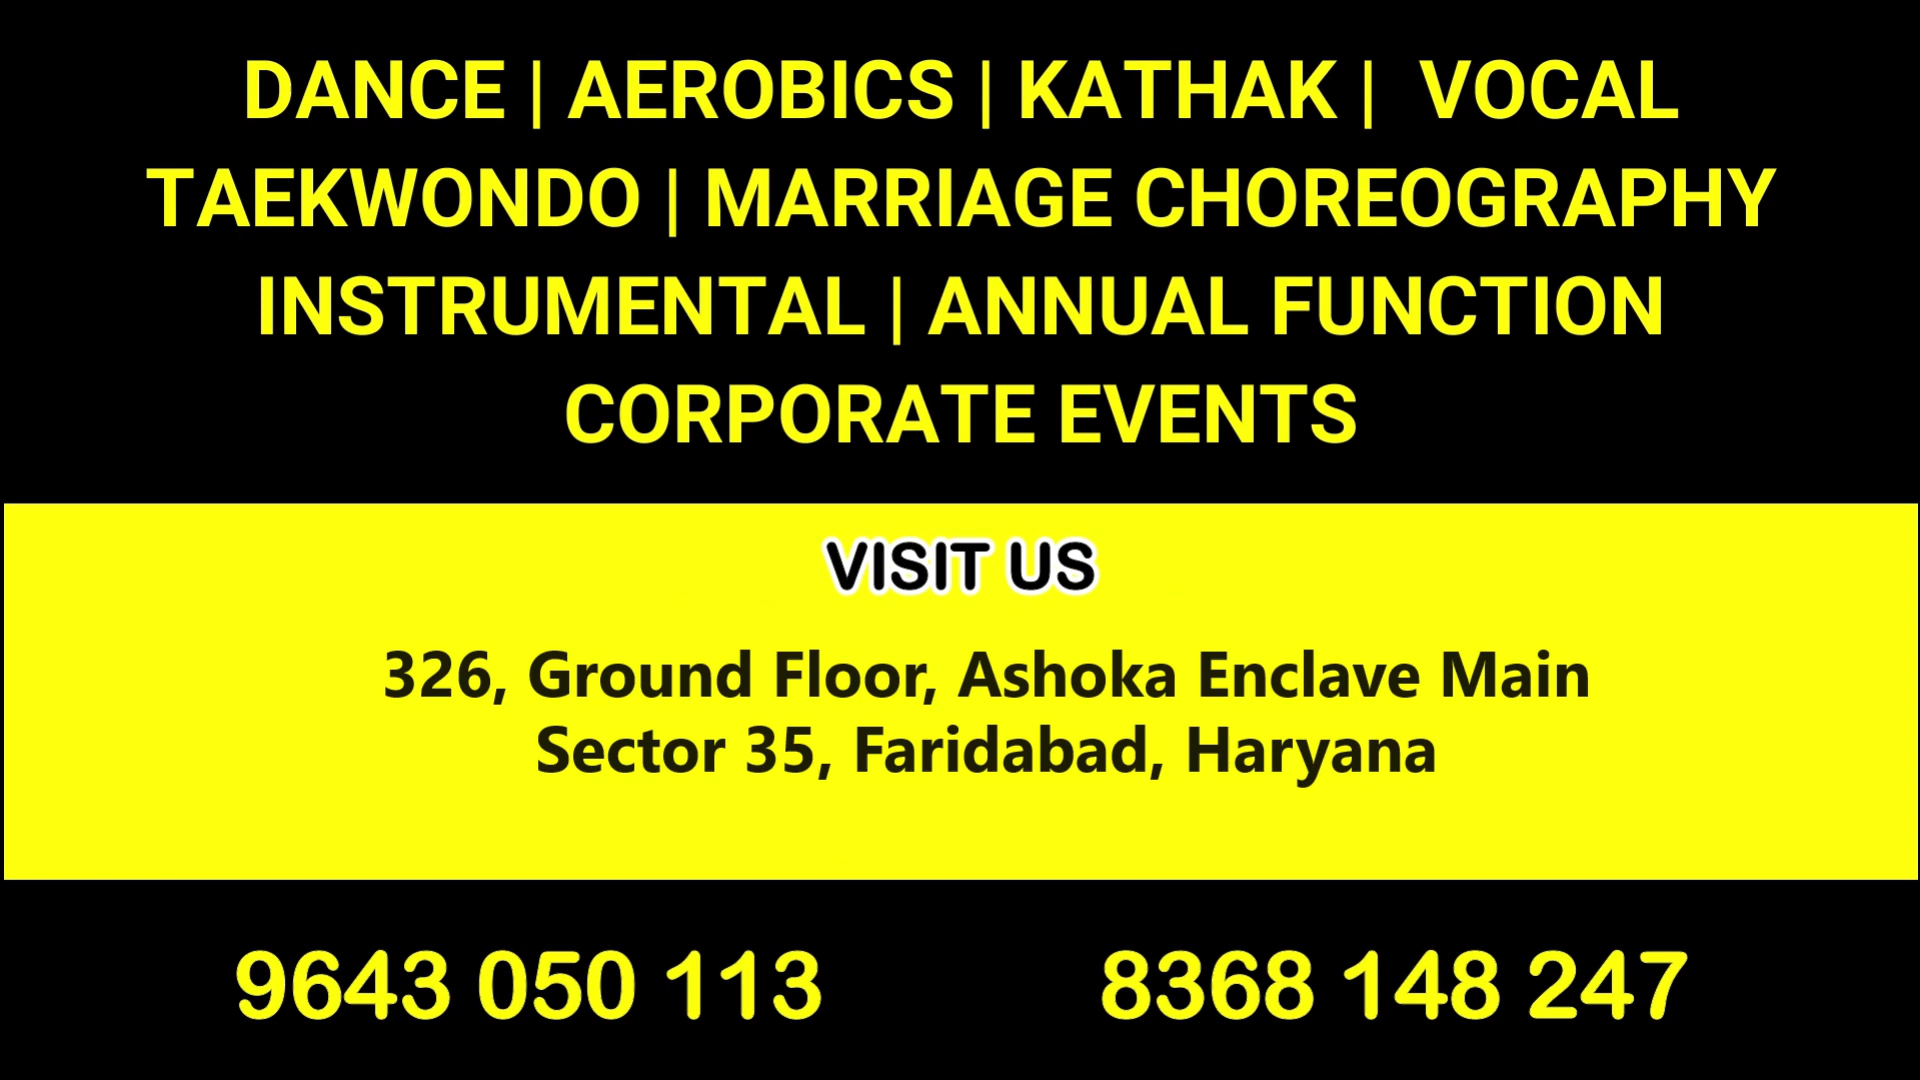 DANCE | AEROBICS | KATHAK | VOCAL
TAEKWONDO | MARRIAGE CHOREOGRAPHY
INSTRUMENTAL | ANNUAL FUNCTION
CORPORATE EVENTS
VISIT US
326, Ground Floor, Ashoka Enclave Main
Sector 35, Faridabad, Haryana
9643 050 113 8368 148 247